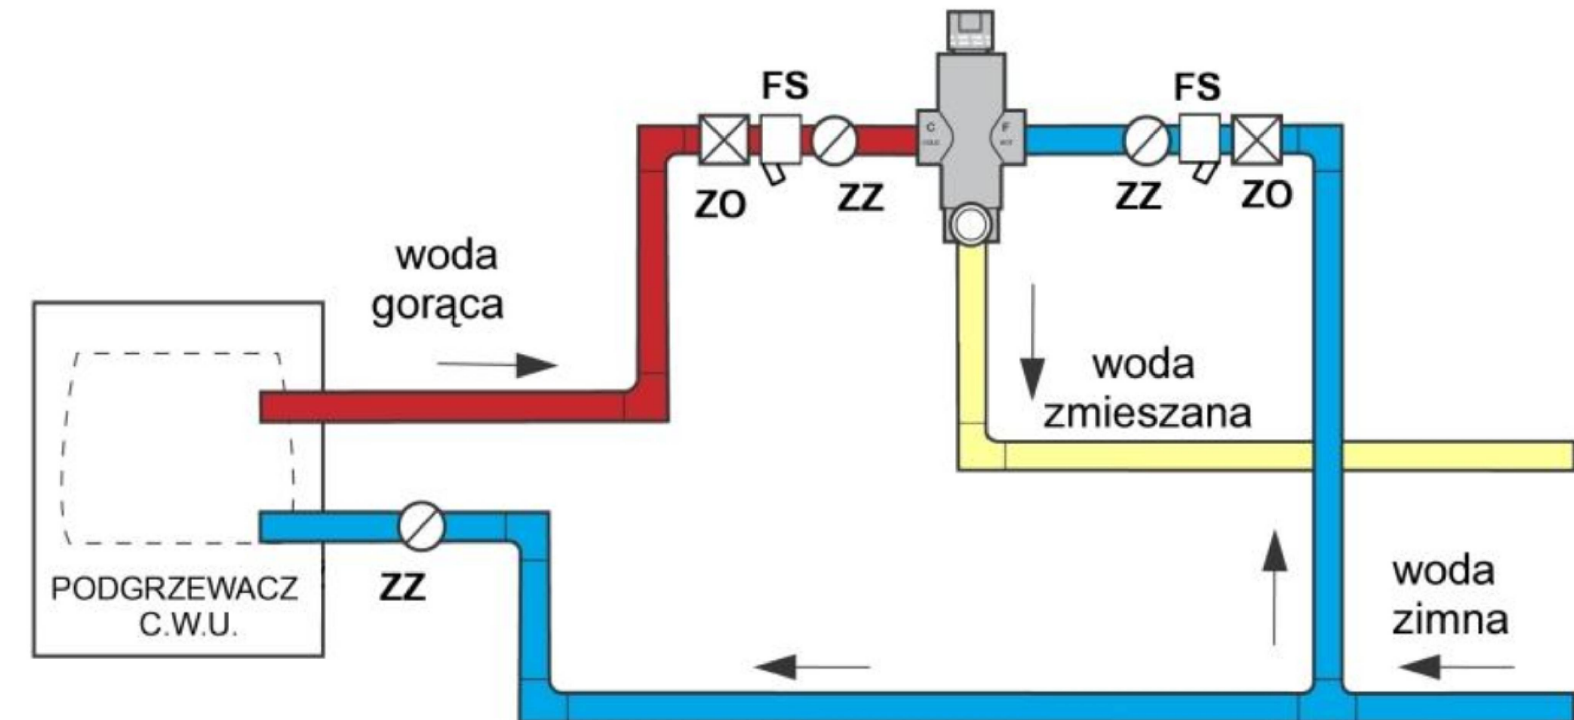 FS
FS
C
F
ZO
ZZ
ZZ
ZO
woda
gorąca
woda
zmieszana
PODGRZEWACZ
C.W.U.
ZZ
woda
zimna